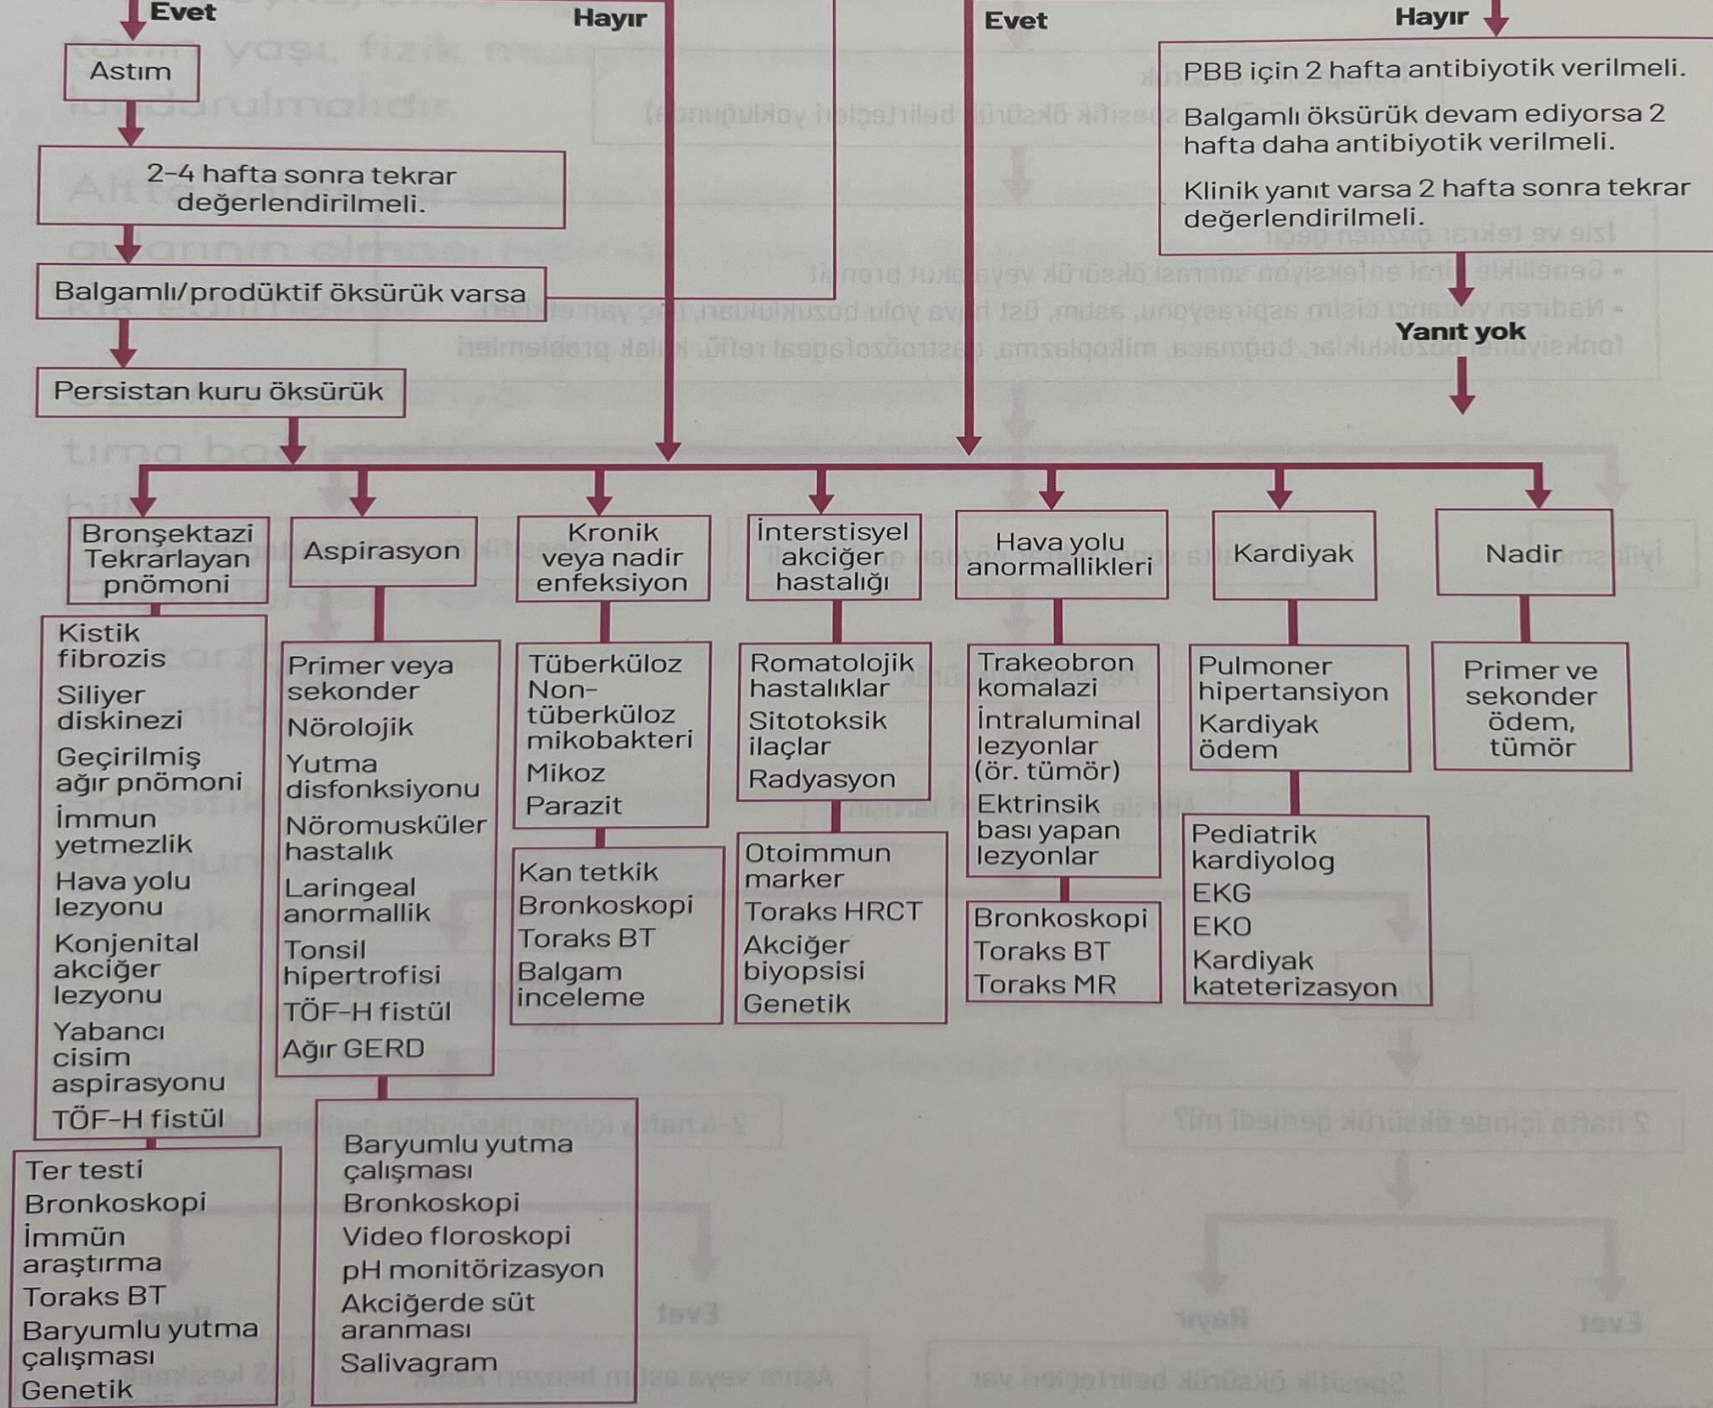 Evet
Hayır
Evet
Hayır
Astım
2-4 hafta sonra tekrar
değerlendirilmeli.
Balgamlı/prodüktif öksürük varsa
Persistan kuru öksürük
PBB için 2 hafta antibiyotik verilmeli.
Balgamlı öksürük devam ediyorsa 2
hafta daha antibiyotik verilmeli.
Klinik yanıt varsa 2 hafta sonra tekrar
değerlendirilmeli.
Yanıt yok
Bronşektazi
Tekrarlayan
pnömoni
Kistik
fibrozis
Siliyer
diskinezi
Geçirilmiş
ağır pnömoni
İmmun
yetmezlik
Hava yolu
lezyonu
Konjenital
akciğer
lezyonu
Yabancı
cisim
aspirasyonu
TÖF-H fistül
Ter testi
Bronkoskopi
İmmün
araştırma
Toraks BT
Baryumlu yutma
çalışması
Genetik
Aspirasyon
Primer veya
sekonder
Nörolojik
Yutma
disfonksiyonu
Nöromusküler
hastalık
Laringeal
anormallik
Tonsil
hipertrofisi
TÖF-H fistül
Ağır GERD
Baryumlu yutma
çalışması
Bronkoskopi
Video floroskopi
pH monitörizasyon
Akciğerde süt
aranması
Salivagram
Kronik
veya nadir
enfeksiyon
Tüberküloz
Non-
tüberküloz
mikobakteri
Mikoz
Parazit
Kan tetkik
Bronkoskopi
Toraks BT
Balgam
inceleme
İnterstisyel
akciğer
hastalığı
Romatolojik
hastalıklar
Sitotoksik
ilaçlar
Radyasyon
Otoimmun
marker
Toraks HRCT
Akciğer
biyopsisi
Genetik
Hava yolu
anormallikleri
Trakeobron
komalazi
İntraluminal
lezyonlar
(ör. tümör)
Ektrinsik
bası yapan
lezyonlar
Bronkoskopi
Toraks BT
Toraks MR
Kardiyak
Pulmoner
hipertansiyon
Kardiyak
ödem
Pediatrik
kardiyolog
EKG
EKO
Kardiyak
kateterizasyon
Nadir
Primer ve
sekonder
ödem,
tümör